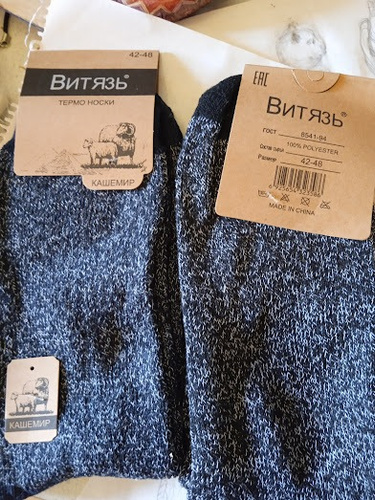 42-48
Витязь®
ТЕРМО НОСКИ
КАШЕМИР
КАШЕМИР
EAC
Витязь®
ГОСТ 8541-94
100% POLYESTER
Размер 42-48
MADE IN CHINA